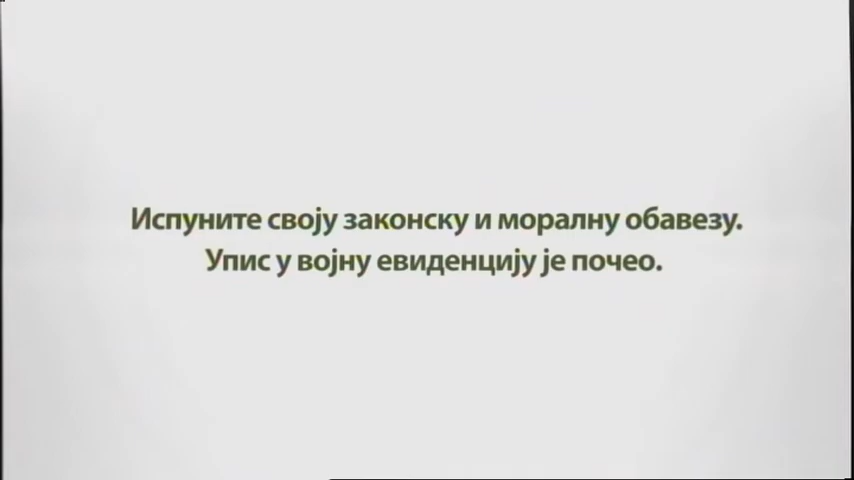 Испуните своју законску и моралну обавезу.
Упис у војну евиденцију је почео.